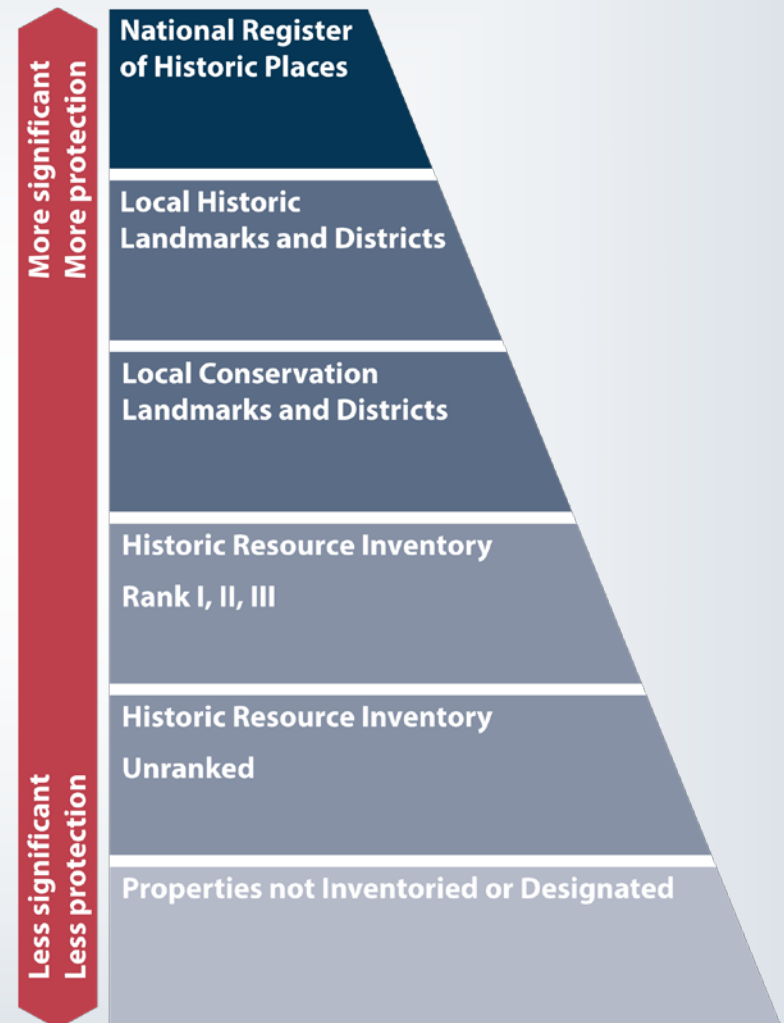 More significant
More protection
National Register
of Historic Places
Local Historic
Landmarks and Districts
Local Conservation
Landmarks and Districts
Historic Resource Inventory
Rank I, II, III
Historic Resource Inventory
Unranked
Less significant
Less protection
Properties not Inventoried or Designated